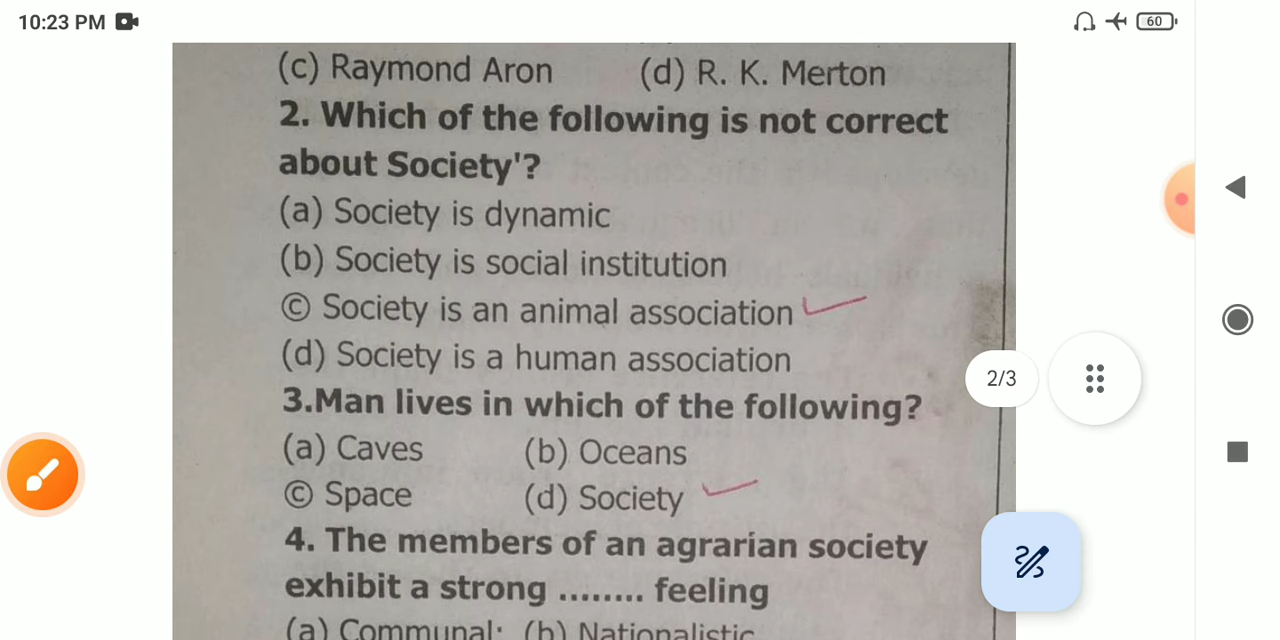 10:23 PM
60
(c) Raymond Aron (d) R. K. Merton
2. Which of the following is not correct
about Society'?
(a) Society is dynamic
(b) Society is social institution
© Society is an animal association
(d) Society is a human association
2/3
3.Man lives in which of the following?
(a) Caves (b) Oceans
© Space (d) Society
4. The members of an agrarian society
exhibit a strong ........ feeling
(a) Communal; (b) Nationalistic